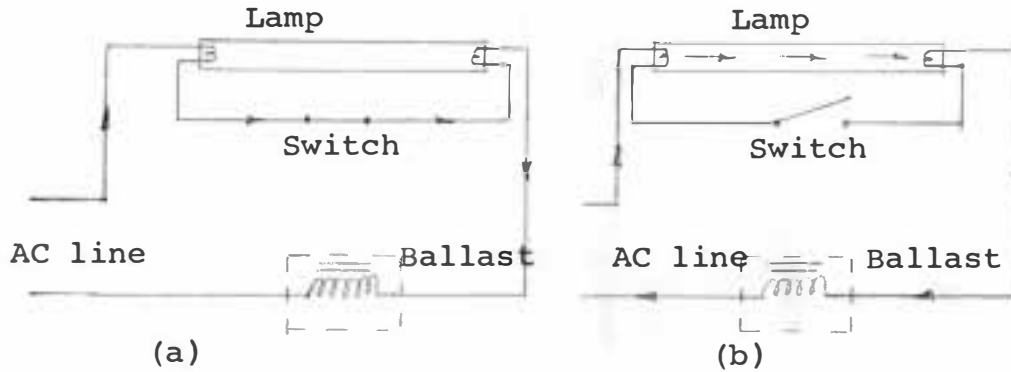 Lamp
Switch
AC line
Ballast
(a)
Lamp
Switch
AC line
Ballast
(b)